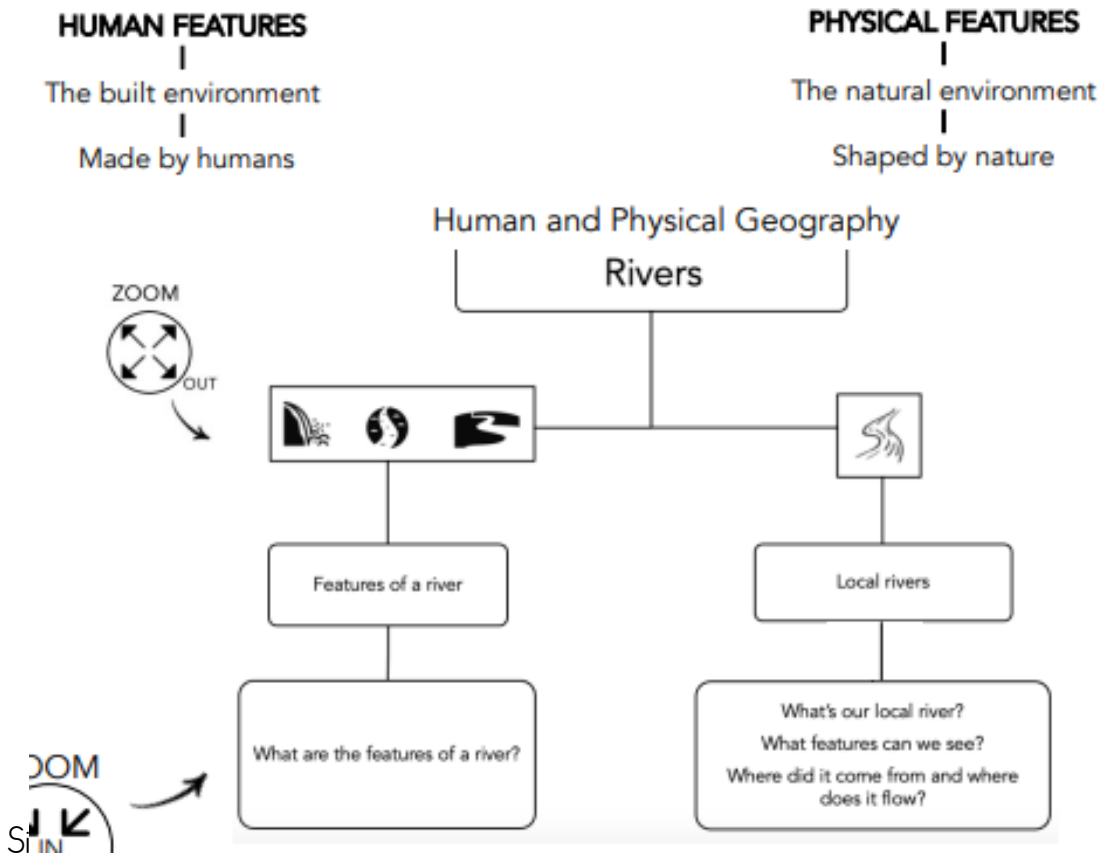 HUMAN FEATURES
The built environment
Made by humans
PHYSICAL FEATURES
The natural environment
Shaped by nature
Human and Physical Geography
Rivers
ZOOM
OUT
Features of a river
Local rivers
What are the features of a river?
What's our local river?
What features can we see?
Where did it come from and where
does it flow?
OOM
IN